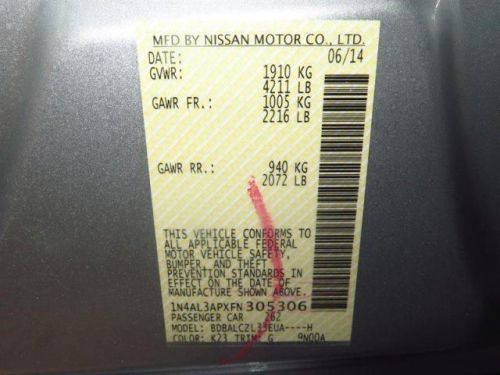 MFD BY NISSAN MOTOR CO., LTD.
DATE: 06/14
GVWR: 1910 KG
4211 LB
GAWR FR.: 1005 KG
2216 LB
GAWR RR.: 940 KG
2072 LB
THIS VEHICLE CONFORMS TO
ALL APPLICABLE FEDERAL
MOTOR VEHICLE SAFETY,
BUMPER, AND THEFT
PREVENTION STANDARDS IN
EFFECT ON THE DATE OF
MANUFACTURE SHOWN ABOVE.
1N4AL3APXFN305306
PASSENGER CAR 262
MODEL: BDBALCZL33EUA----H
COLOR: K23 TRIM: G 9N00A